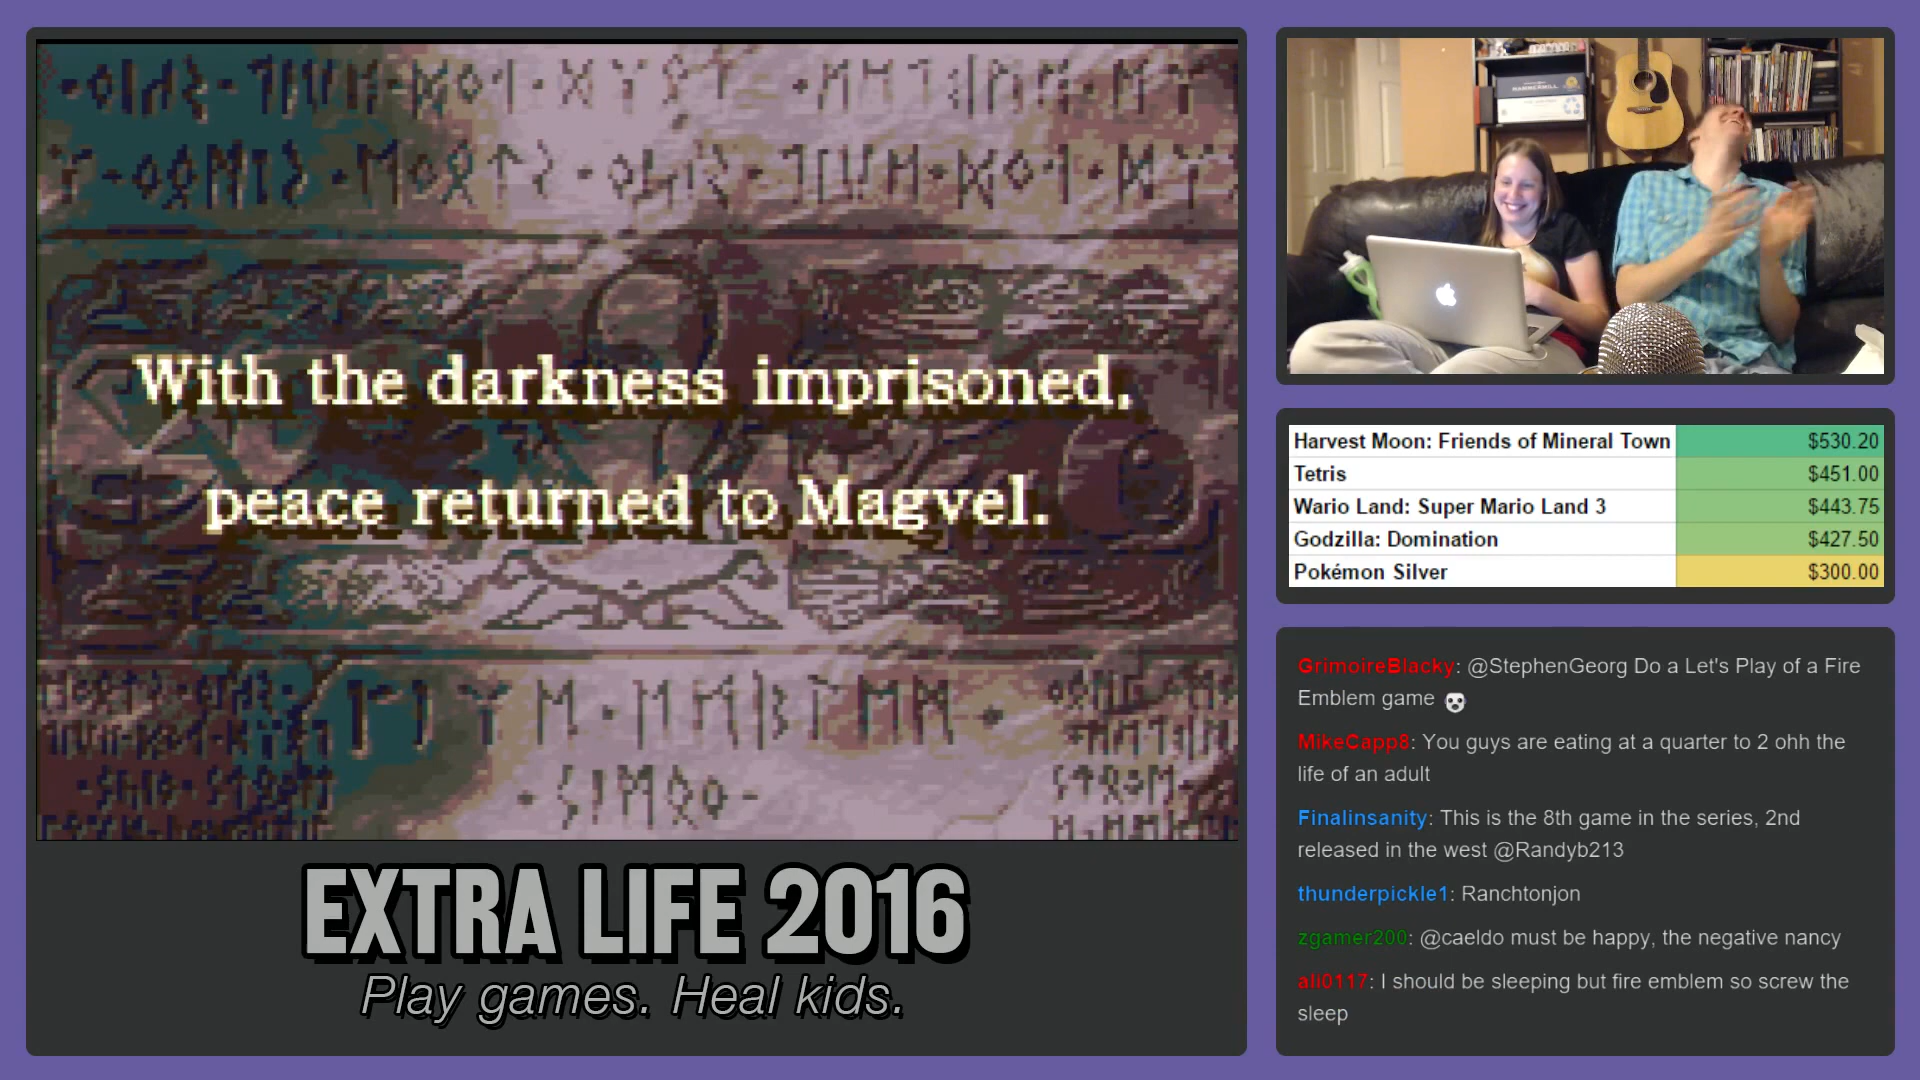 With the darkness imprisoned,
peace returned to Magvel.
EXTRA LIFE 2016
Play games. Heal kids.
HAMMERMILL
Harvest Moon: Friends of Mineral Town $530.20
Tetris $451.00
Wario Land: Super Mario Land 3 $443.75
Godzilla: Domination $427.50
Pokémon Silver $300.00
GrimoireBlacky: @StephenGeorg Do a Let's Play of a Fire
Emblem game
MikeCapp8: You guys are eating at a quarter to 2 ohh the
life of an adult
Finalinsanity: This is the 8th game in the series, 2nd
released in the west @Randyb213
thunderpickle1: Ranchtonjon
zgamer200: @caeldo must be happy, the negative nancy
ali0117: I should be sleeping but fire emblem so screw the
sleep